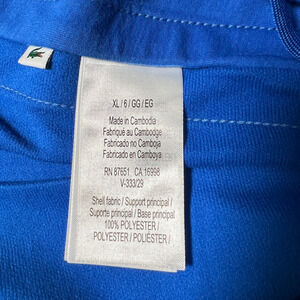 XL / 6 / GG / EG
Made in Cambodia
Fabriqué au Cambodge
Fabricado no Camboja
Fabricado en Camboya
RN 87651, CA 16998
V-333/29
Shell fabric / Support principal /
Suporte principal / Base principal
100% POLYESTER /
POLYESTER / POLIÉSTER /